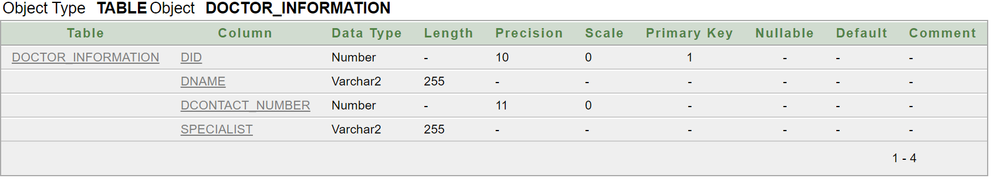 Object Type TABLE Object DOCTOR_INFORMATION
Table Column Data Type Length Precision Scale Primary Key Nullable Default Comment
DOCTOR_INFORMATION DID Number - 10 0 1 - - -
DNAME Varchar2 255 - - - - - -
DCONTACT_NUMBER Number - 11 0 - - - -
SPECIALIST Varchar2 255 - - - - - -
1 - 4